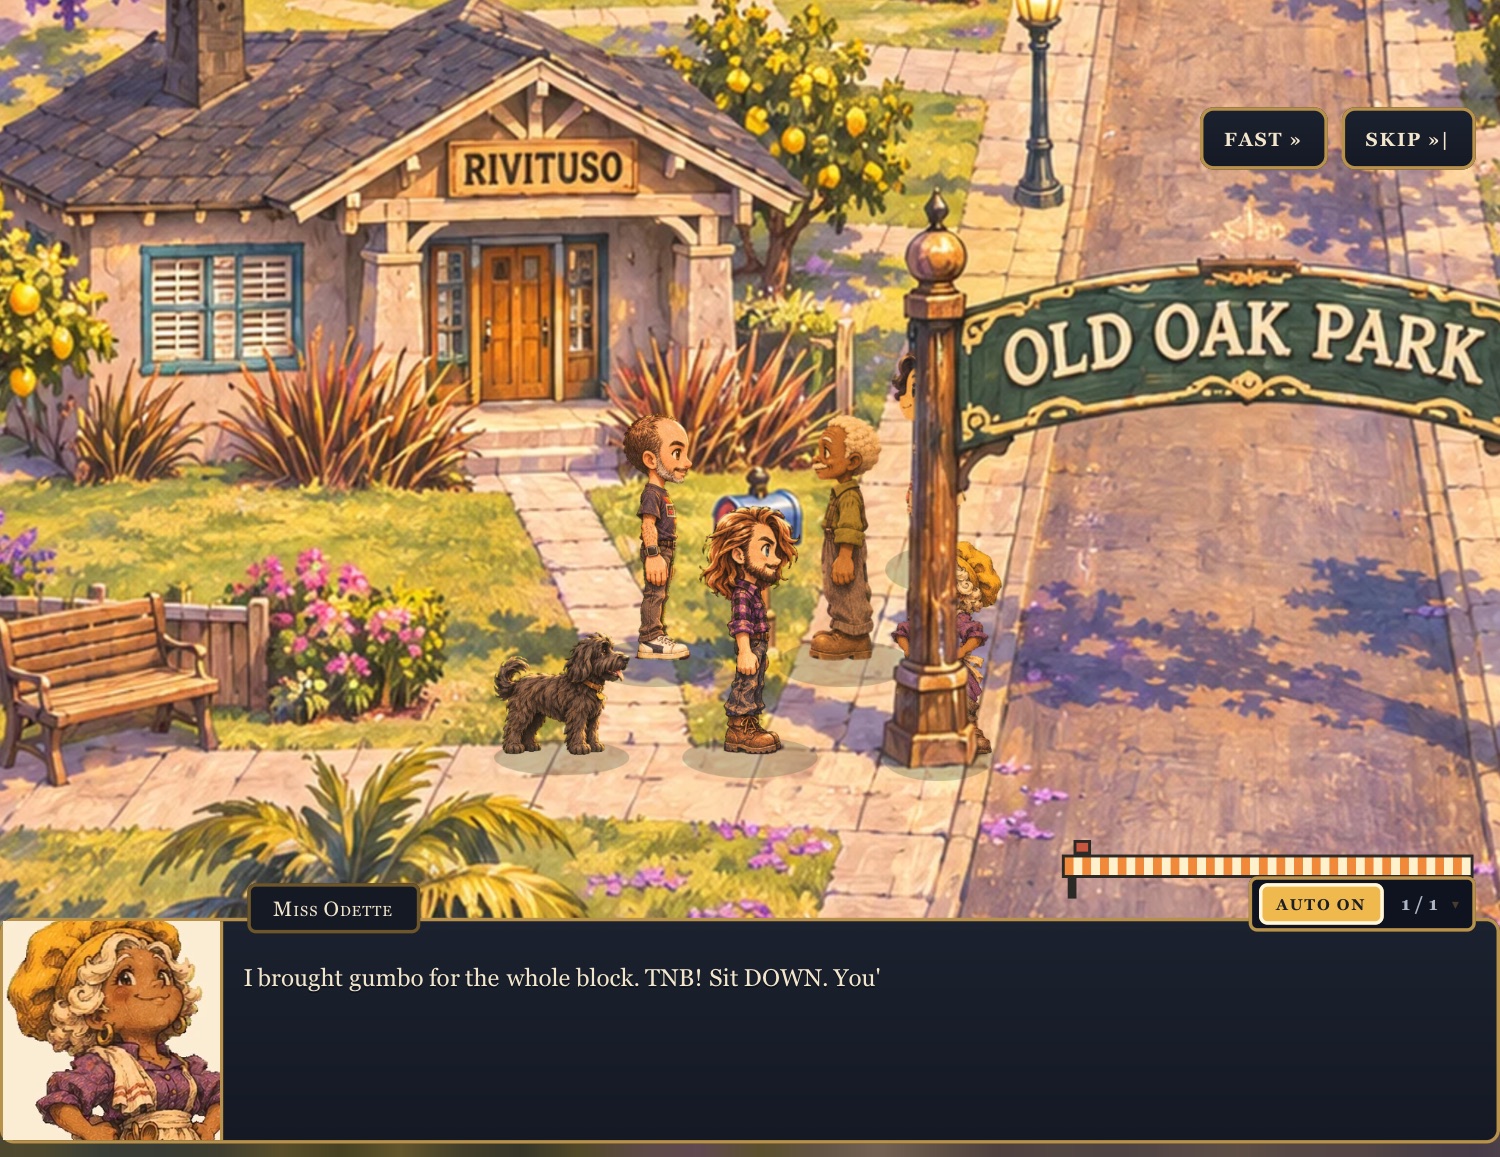 RIVITUSO
FAST »
SKIP »|
OLD OAK PARK
Miss Odette
AUTO ON
1 / 1 ▼
I brought gumbo for the whole block. TNB! Sit DOWN. You'